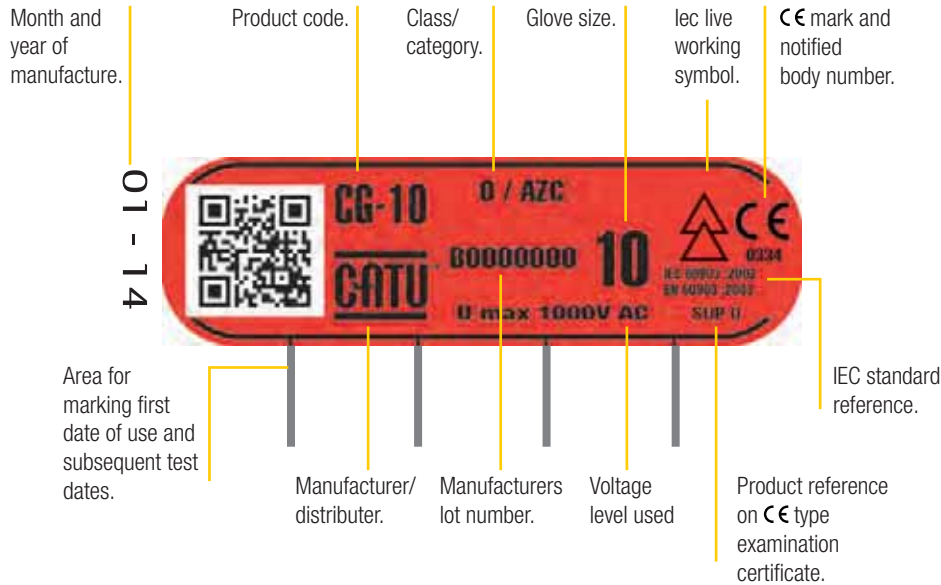 Month and
year of
manufacture.
Product code.
Class/
category.
Glove size.
Iec live
working
symbol.
CE mark and
notified
body number.
01 - 14
CG-10
0 / AZC
CATU
B0000000
10
U max 1000V AC
CE
0334
IEC 60903 :2002
EN 60903 :2003
SUP 0
Area for
marking first
date of use and
subsequent test
dates.
Manufacturer/
distributer.
Manufacturers
lot number.
Voltage
level used
Product reference
on CE type
examination
certificate.
IEC standard
reference.